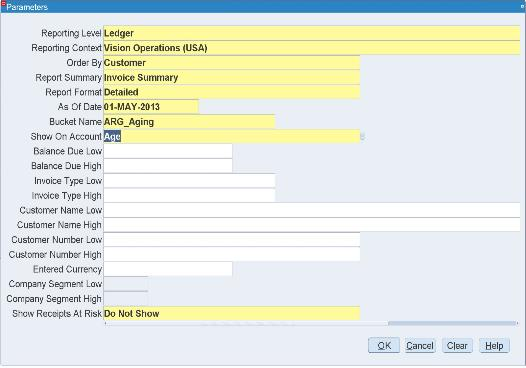 Parameters
Reporting Level Ledger
Reporting Context Vision Operations (USA)
Order By Customer
Report Summary Invoice Summary
Report Format Detailed
As Of Date 01-MAY-2013
Bucket Name ARG_Aging
Show On Account Age
Balance Due Low
Balance Due High
Invoice Type Low
Invoice Type High
Customer Name Low
Customer Name High
Customer Number Low
Customer Number High
Entered Currency
Company Segment Low
Company Segment High
Show Receipts At Risk Do Not Show
OK Cancel Clear Help